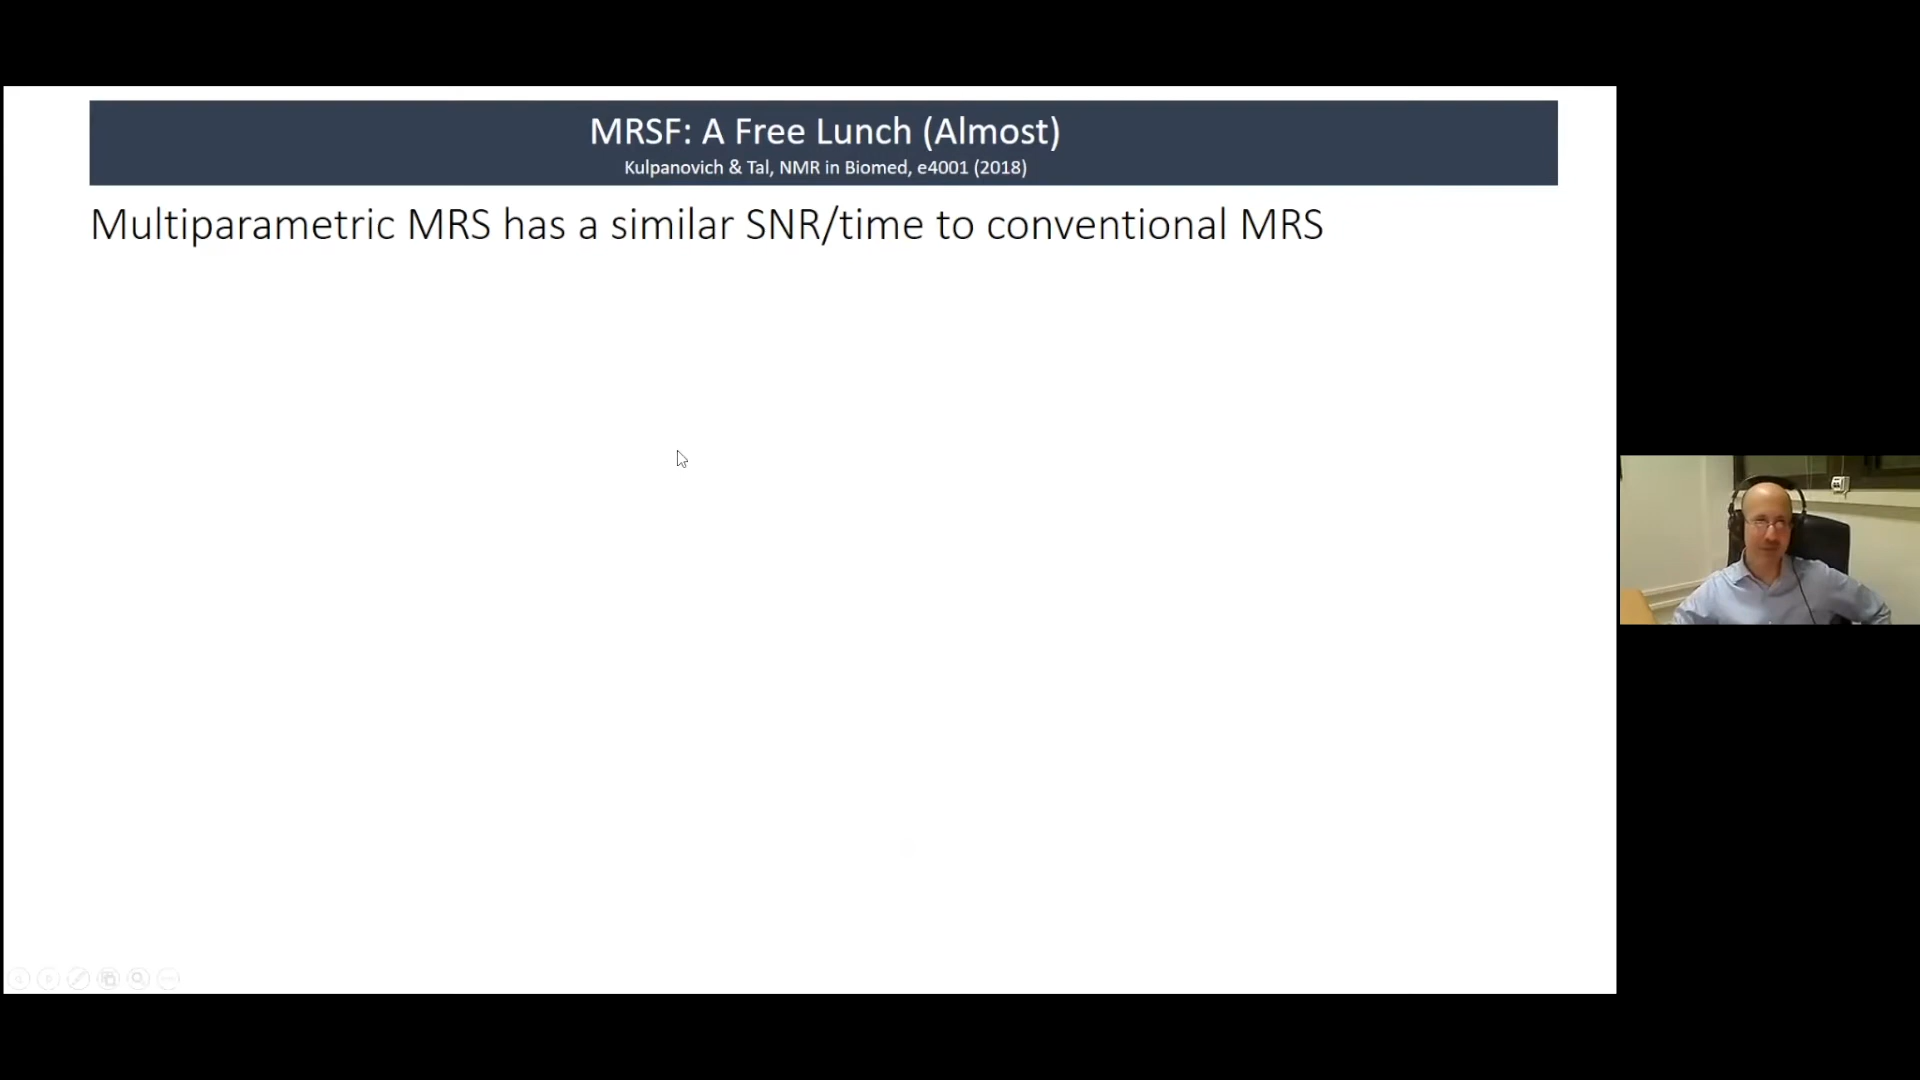 MRSF: A Free Lunch (Almost)
Kulpanovich & Tal, NMR in Biomed, e4001 (2018)
Multiparametric MRS has a similar SNR/time to conventional MRS